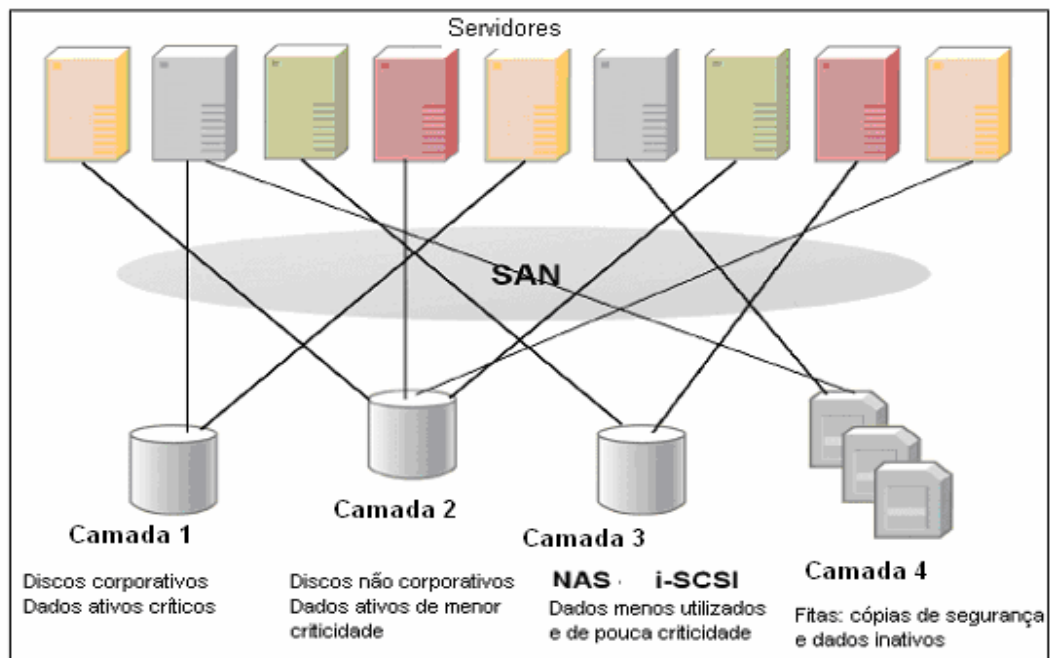 Servidores
SAN
Camada 1
Discos corporativos
Dados ativos críticos
Camada 2
Discos não corporativos
Dados ativos de menor
criticidade
Camada 3
NAS · i-SCSI
Dados menos utilizados
e de pouca criticidade
Camada 4
Fitas: cópias de segurança
e dados inativos